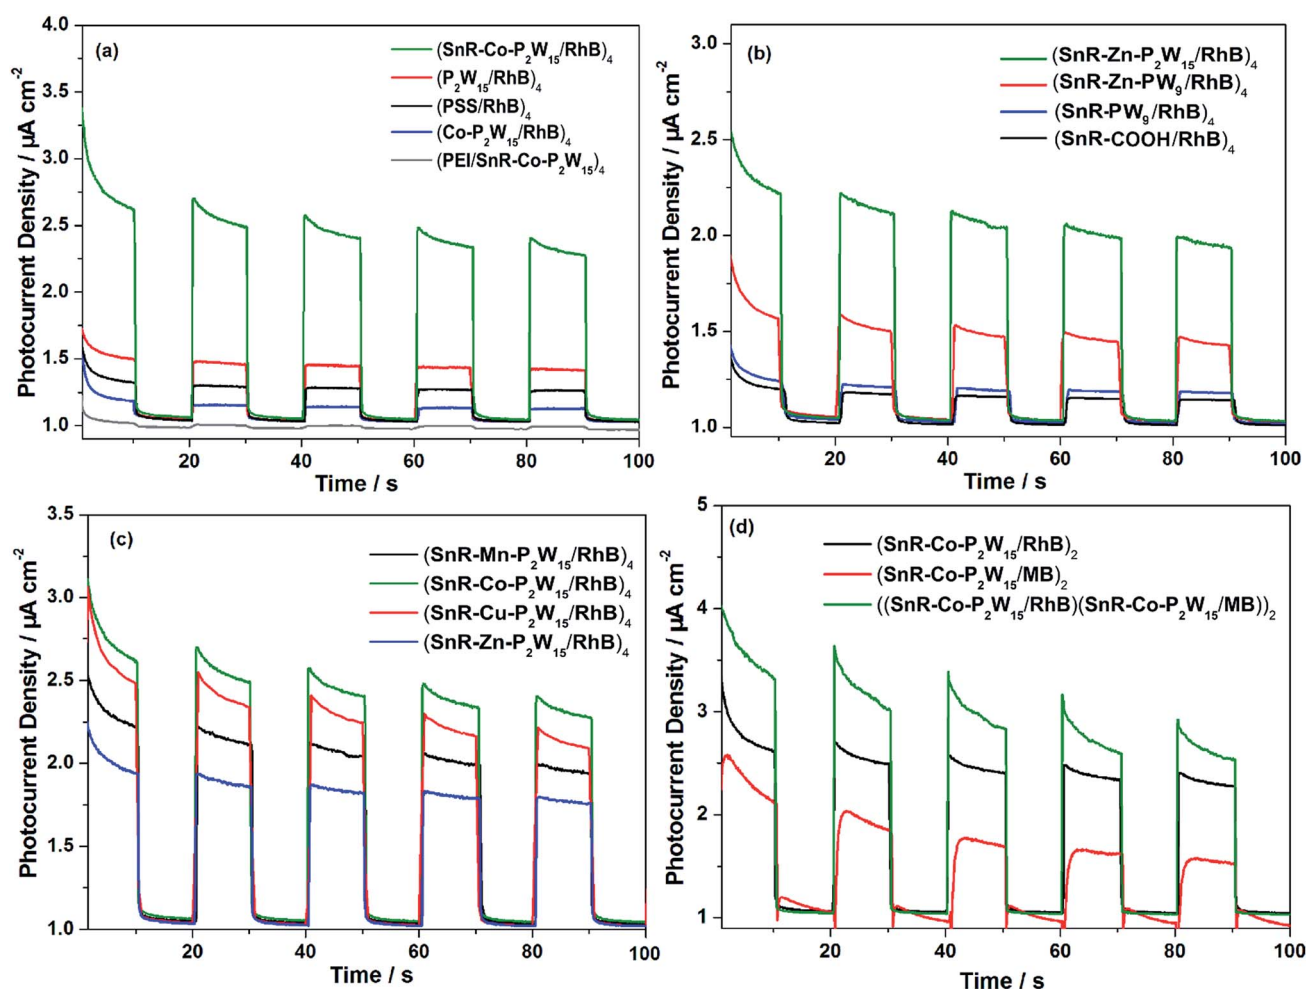 (a)
(SnR-Co-P₂W₁₅/RhB)₄
(P₂W₁₅/RhB)₄
(PSS/RhB)₄
(Co-P₂W₁₅/RhB)₄
(PEI/SnR-Co-P₂W₁₅)₄
4.0
3.5
3.0
2.5
2.0
1.5
1.0
Photocurrent Density / µA cm⁻²
20 40 60 80 100
Time / s
(b)
(SnR-Zn-P₂W₁₅/RhB)₄
(SnR-Zn-PW₉/RhB)₄
(SnR-PW₉/RhB)₄
(SnR-COOH/RhB)₄
3.0
2.5
2.0
1.5
1.0
Photocurrent Density / µA cm⁻²
20 40 60 80 100
Time / s
(c)
(SnR-Mn-P₂W₁₅/RhB)₄
(SnR-Co-P₂W₁₅/RhB)₄
(SnR-Cu-P₂W₁₅/RhB)₄
(SnR-Zn-P₂W₁₅/RhB)₄
3.5
3.0
2.5
2.0
1.5
1.0
Photocurrent Density / µA cm⁻²
20 40 60 80 100
Time / s
(d)
(SnR-Co-P₂W₁₅/RhB)₂
(SnR-Co-P₂W₁₅/MB)₂
((SnR-Co-P₂W₁₅/RhB)(SnR-Co-P₂W₁₅/MB))₂
5
4
3
2
1
Photocurrent Density / µA cm⁻²
20 40 60 80 100
Time / s